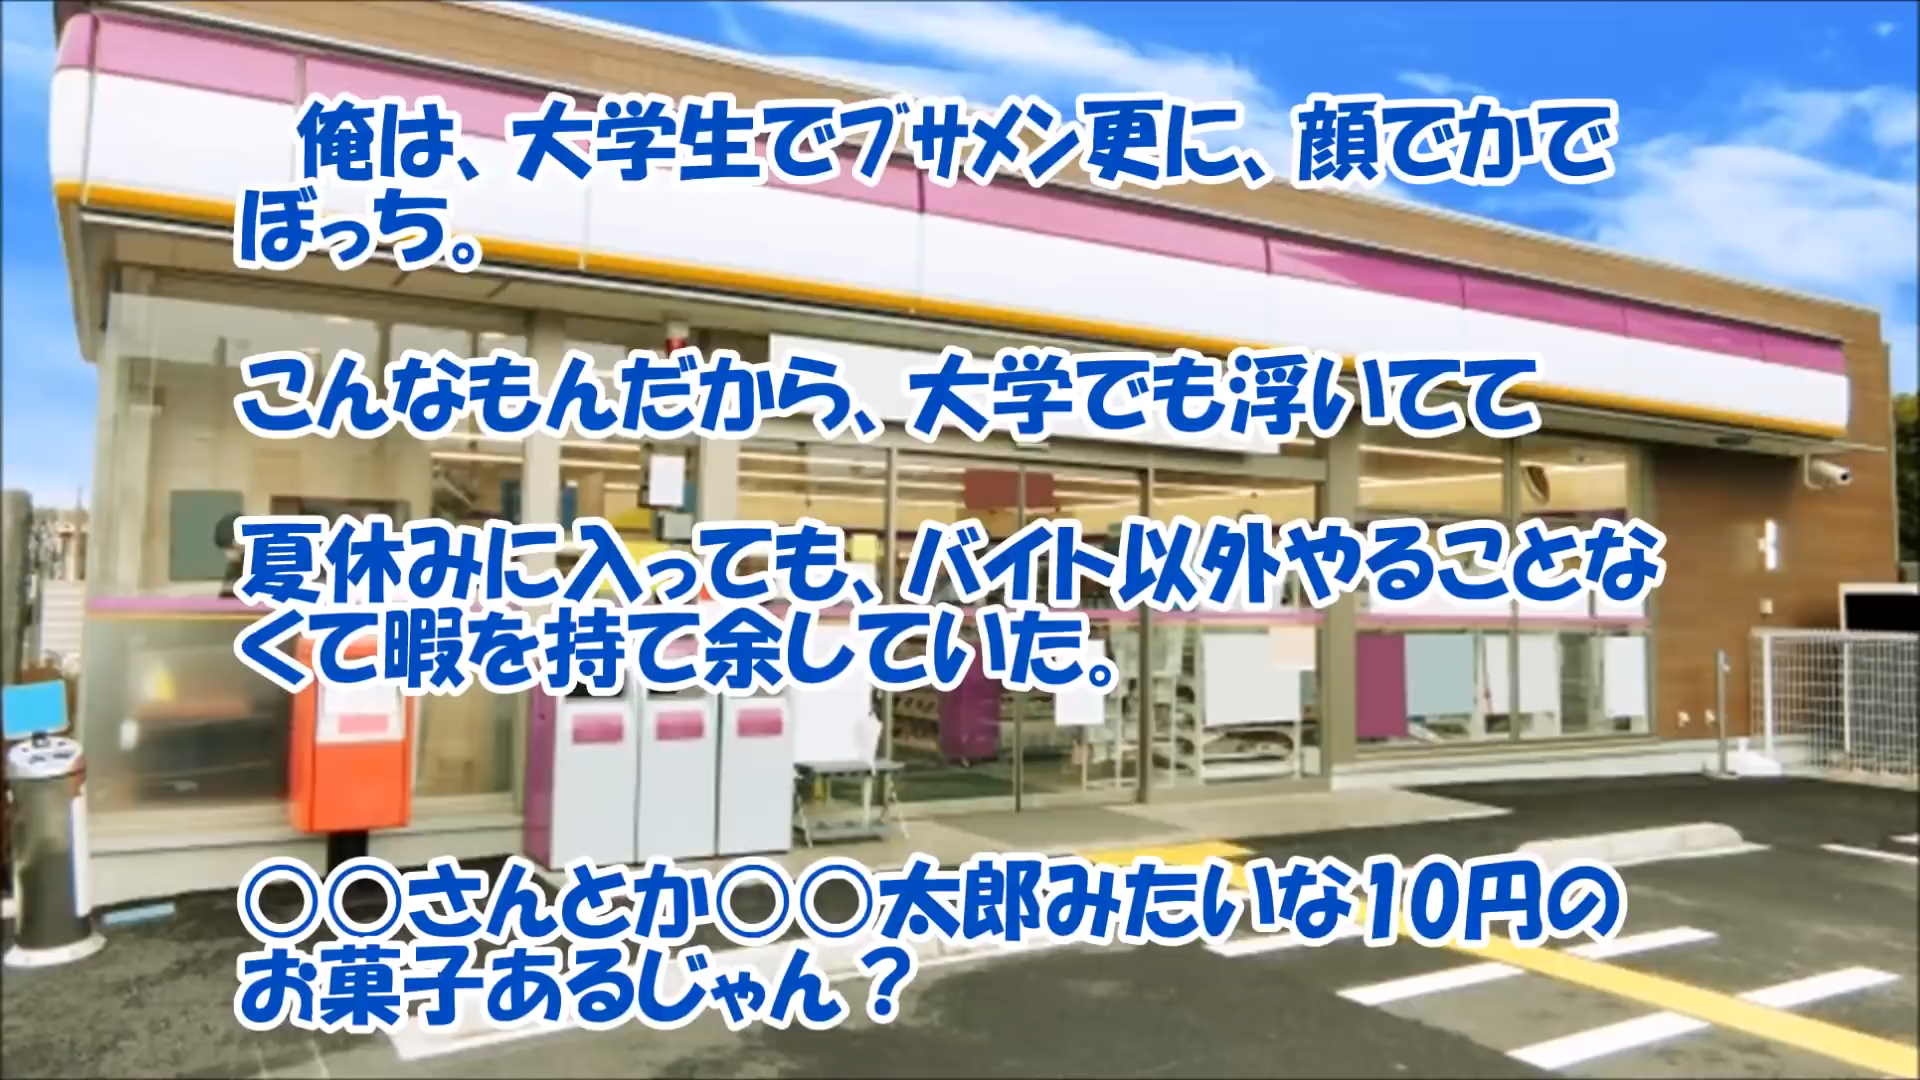 俺は、大学生でﾌﾞｻﾒﾝ更に、顔でかで
ぼっち。
こんなもんだから、大学でも浮いてて
夏休みに入っても、バイト以外やることな
くて暇を持て余していた。
○○さんとか○○太郎みたいな10円の
お菓子あるじゃん？